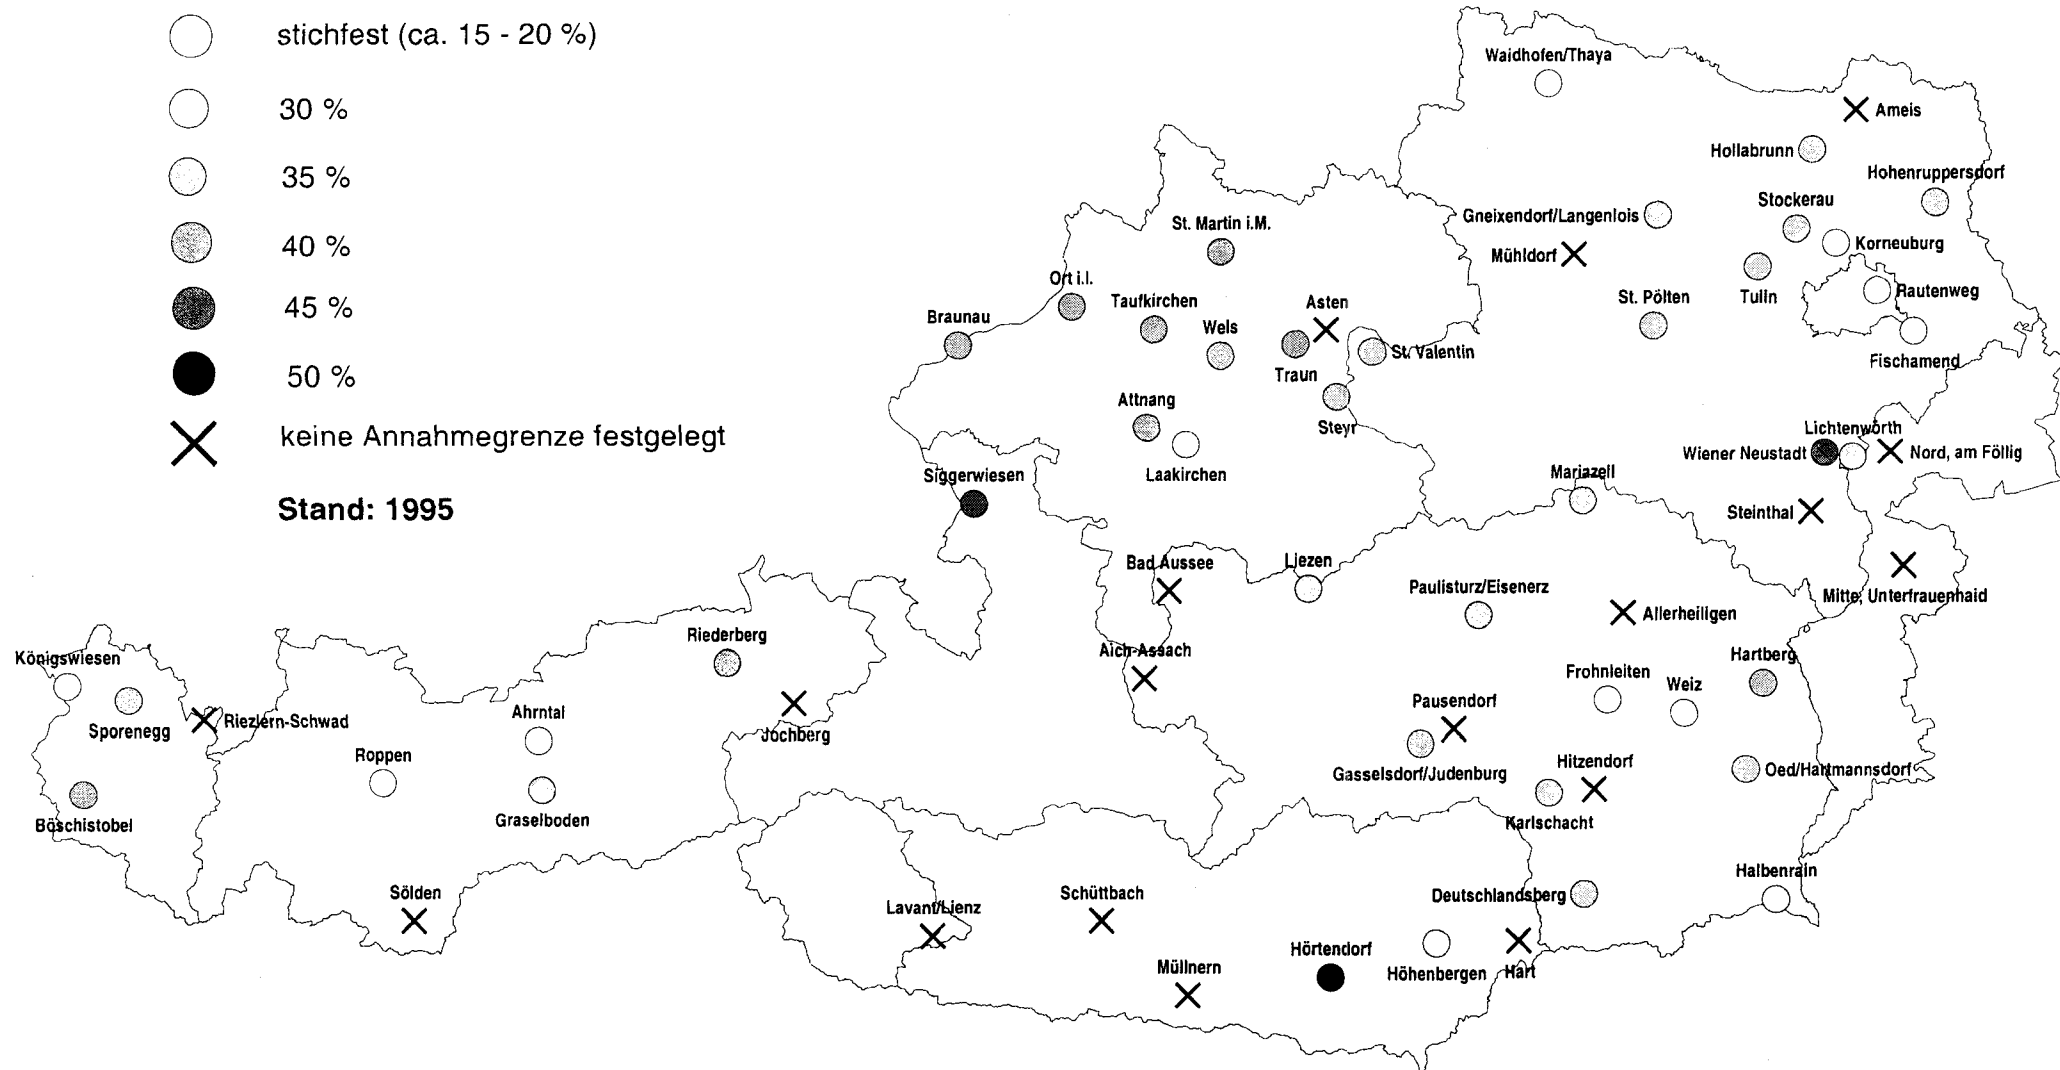 stichfest (ca. 15 - 20 %)
30 %
35 %
40 %
45 %
50 %
keine Annahmegrenze festgelegt
Stand: 1995
Waidhofen/Thaya
Ameis
Hollabrunn
Hohenruppersdorf
Stockerau
Gneixendorf/Langenlois
Korneuburg
Mühldorf
St. Martin i.M.
Ort i.I.
Taufkirchen
Asten
St. Pölten
Tulln
Rautenweg
Braunau
Wels
St. Valentin
Fischamend
Traun
Attnang
Steyr
Lichtenwörth
Wiener Neustadt
Nord, am Föllig
Laakirchen
Siggerwiesen
Mariazell
Steinthal
Bad Aussee
Liezen
Paulisturz/Eisenerz
Mitte, Unterfrauenhaid
Allerheiligen
Riederberg
Aich-Assach
Hartberg
Königswiesen
Frohnleiten
Weiz
Pausendorf
Sporenegg
Riezlern-Schwad
Ahrntal
Jochberg
Roppen
Hitzendorf
Gasselsdorf/Judenburg
Oed/Hartmannsdorf
Böschistobel
Graselboden
Karlschacht
Halbenrain
Sölden
Lavant/Lienz
Schüttbach
Deutschlandsberg
Hörtendorf
Müllnern
Höhenbergen
Hart